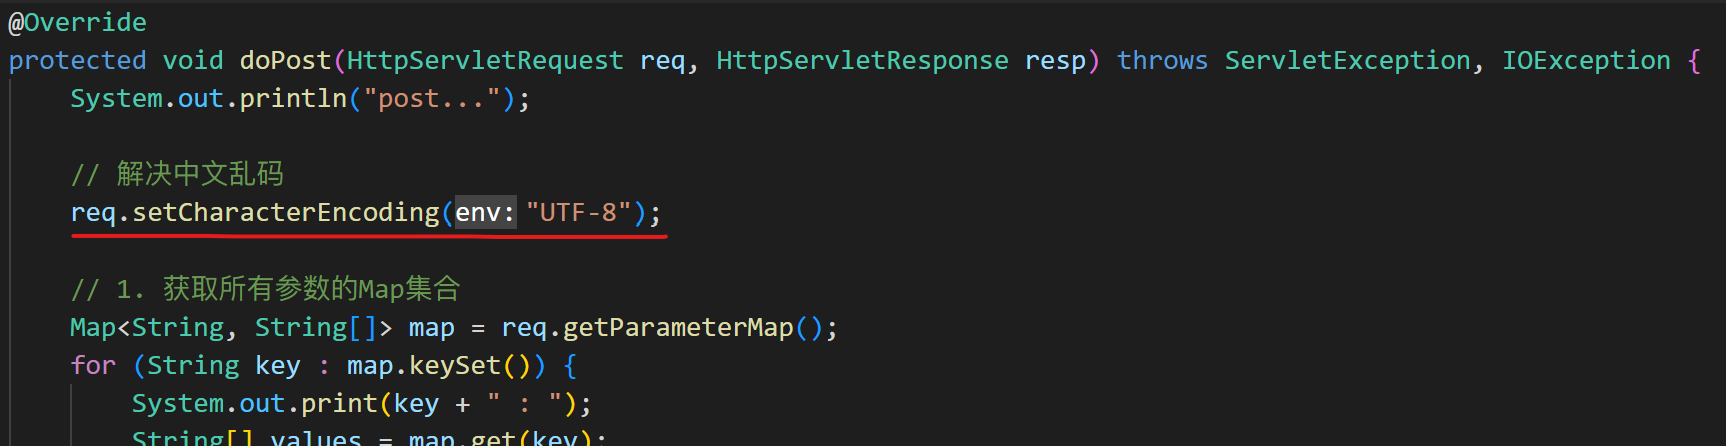 @Override
protected void doPost(HttpServletRequest req, HttpServletResponse resp) throws ServletException, IOException {
System.out.println("post...");
// 解决中文乱码
req.setCharacterEncoding(env: "UTF-8");
// 1. 获取所有参数的Map集合
Map<String, String[]> map = req.getParameterMap();
for (String key : map.keySet()) {
System.out.print(key + " : ");
String[] values = map.get(key);